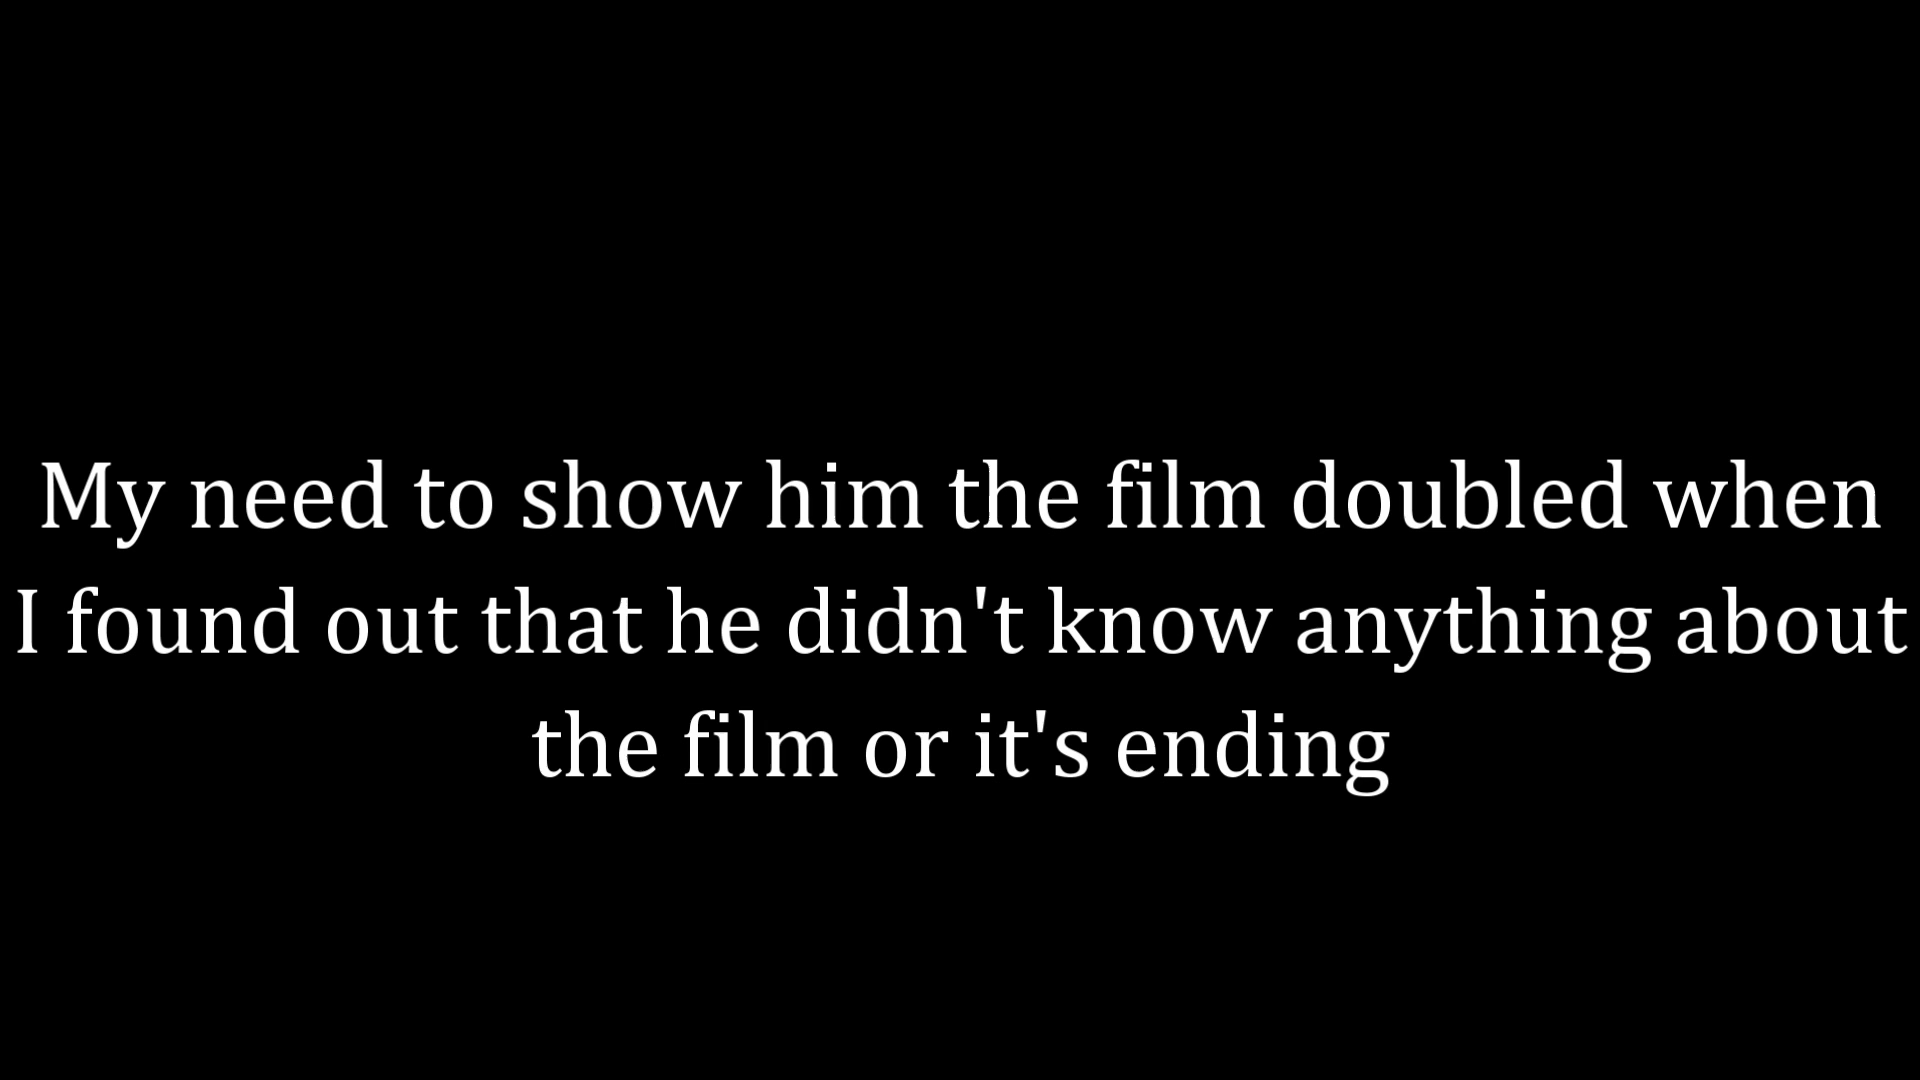 My need to show him the film doubled when
I found out that he didn't know anything about
the film or it's ending